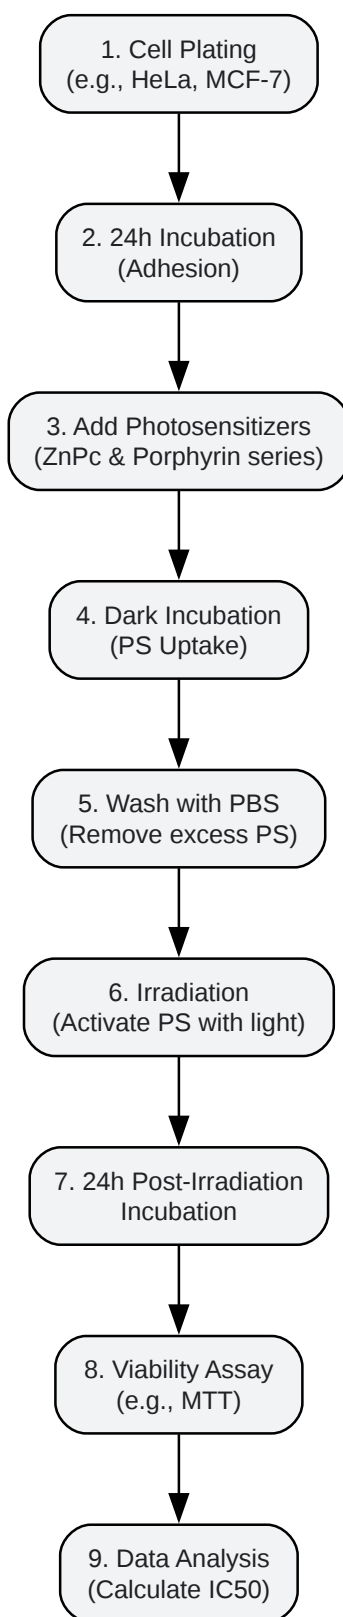 1. Cell Plating
(e.g., HeLa, MCF-7)
2. 24h Incubation
(Adhesion)
3. Add Photosensitizers
(ZnPc & Porphyrin series)
4. Dark Incubation
(PS Uptake)
5. Wash with PBS
(Remove excess PS)
6. Irradiation
(Activate PS with light)
7. 24h Post-Irradiation
Incubation
8. Viability Assay
(e.g., MTT)
9. Data Analysis
(Calculate IC50)